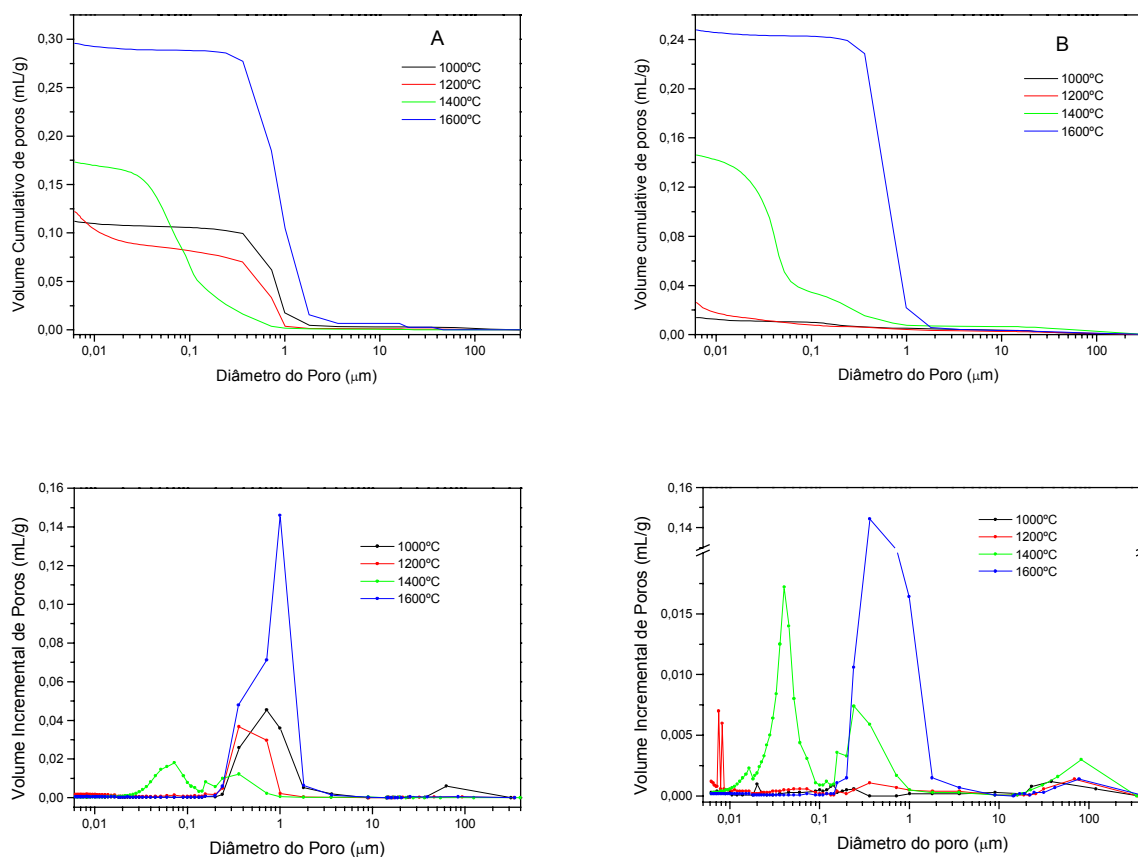 A
Volume Cumulativo de poros (mL/g)
0,30
0,25
0,20
0,15
0,10
0,05
0,00
1000ºC
1200ºC
1400ºC
1600ºC
0,01
0,1
1
10
100
Diâmetro do Poro (μm)
B
Volume cumulative de poros (mL/g)
0,24
0,20
0,16
0,12
0,08
0,04
0,00
1000ºC
1200ºC
1400ºC
1600ºC
0,01
0,1
1
10
100
Diâmetro do Poro (μm)
Volume Incremental de Poros (mL/g)
0,16
0,14
0,12
0,10
0,08
0,06
0,04
0,02
0,00
1000ºC
1200ºC
1400ºC
1600ºC
0,01
0,1
1
10
100
Diâmetro do Poro (μm)
Volume Incremental de Poros (mL/g)
0,16
0,14
0,015
0,010
0,005
0,000
1000ºC
1200ºC
1400ºC
1600ºC
0,01
0,1
1
10
100
Diâmetro do poro (μm)